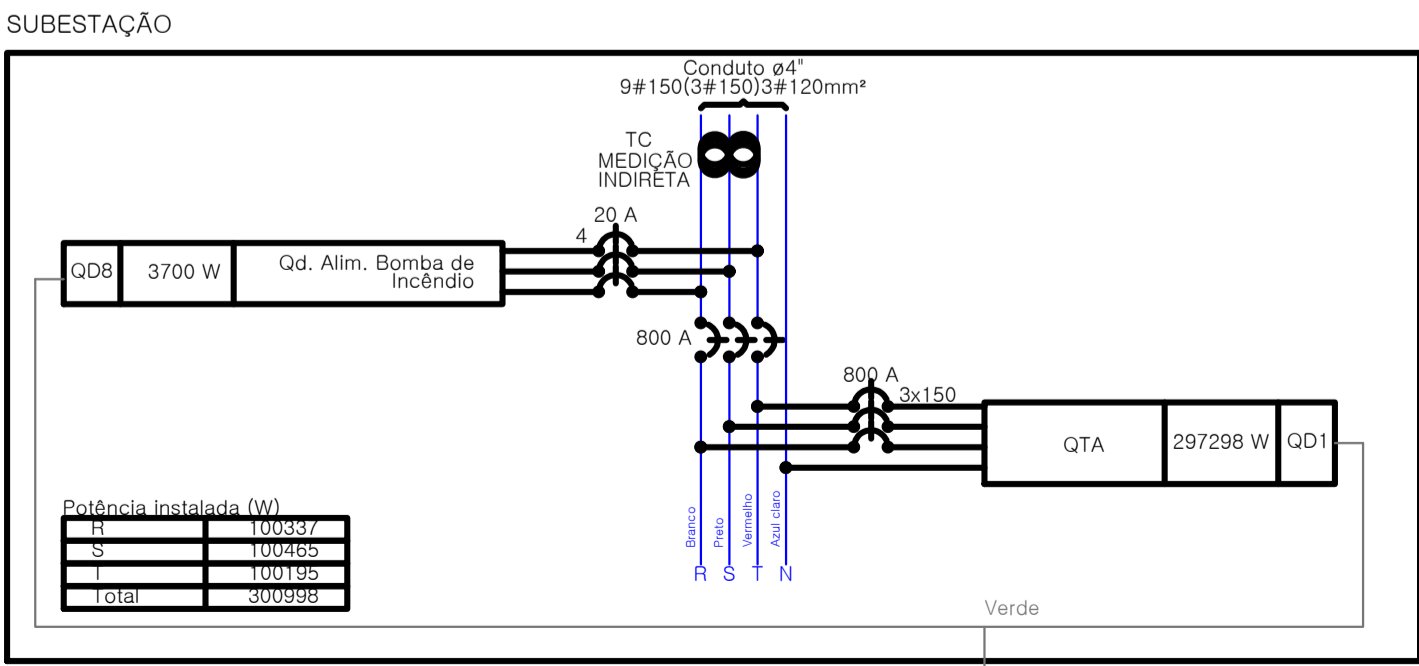 SUBESTAÇÃO
Conduto ø4"
9#150(3#150)3#120mm²
TC
MEDIÇÃO
INDIRETA
20 A
4
QD8
3700 W
Qd. Alim. Bomba de
Incêndio
800 A
800 A
3x150
QTA
297298 W
QD1
Potência instalada (W)
R 100337
S 100465
T 100195
Total 300998
Branco
Preto
Vermelho
Azul claro
R S T N
Verde